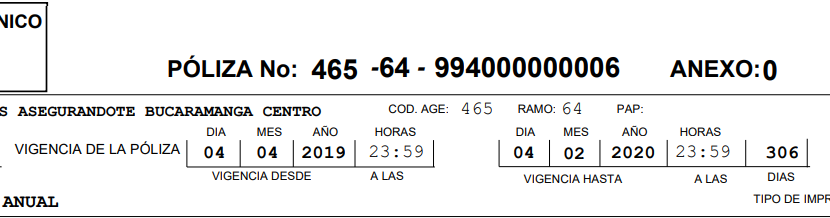 NICO
PÓLIZA No: 465 -64 - 994000000006 ANEXO:0
S ASEGURANDOTE BUCARAMANGA CENTRO COD. AGE: 465 RAMO: 64 PAP:
DIA MES AÑO HORAS DIA MES AÑO HORAS
VIGENCIA DE LA PÓLIZA 04 04 2019 23:59 04 02 2020 23:59 306
VIGENCIA DESDE A LAS VIGENCIA HASTA A LAS DIAS
ANUAL TIPO DE IMPR